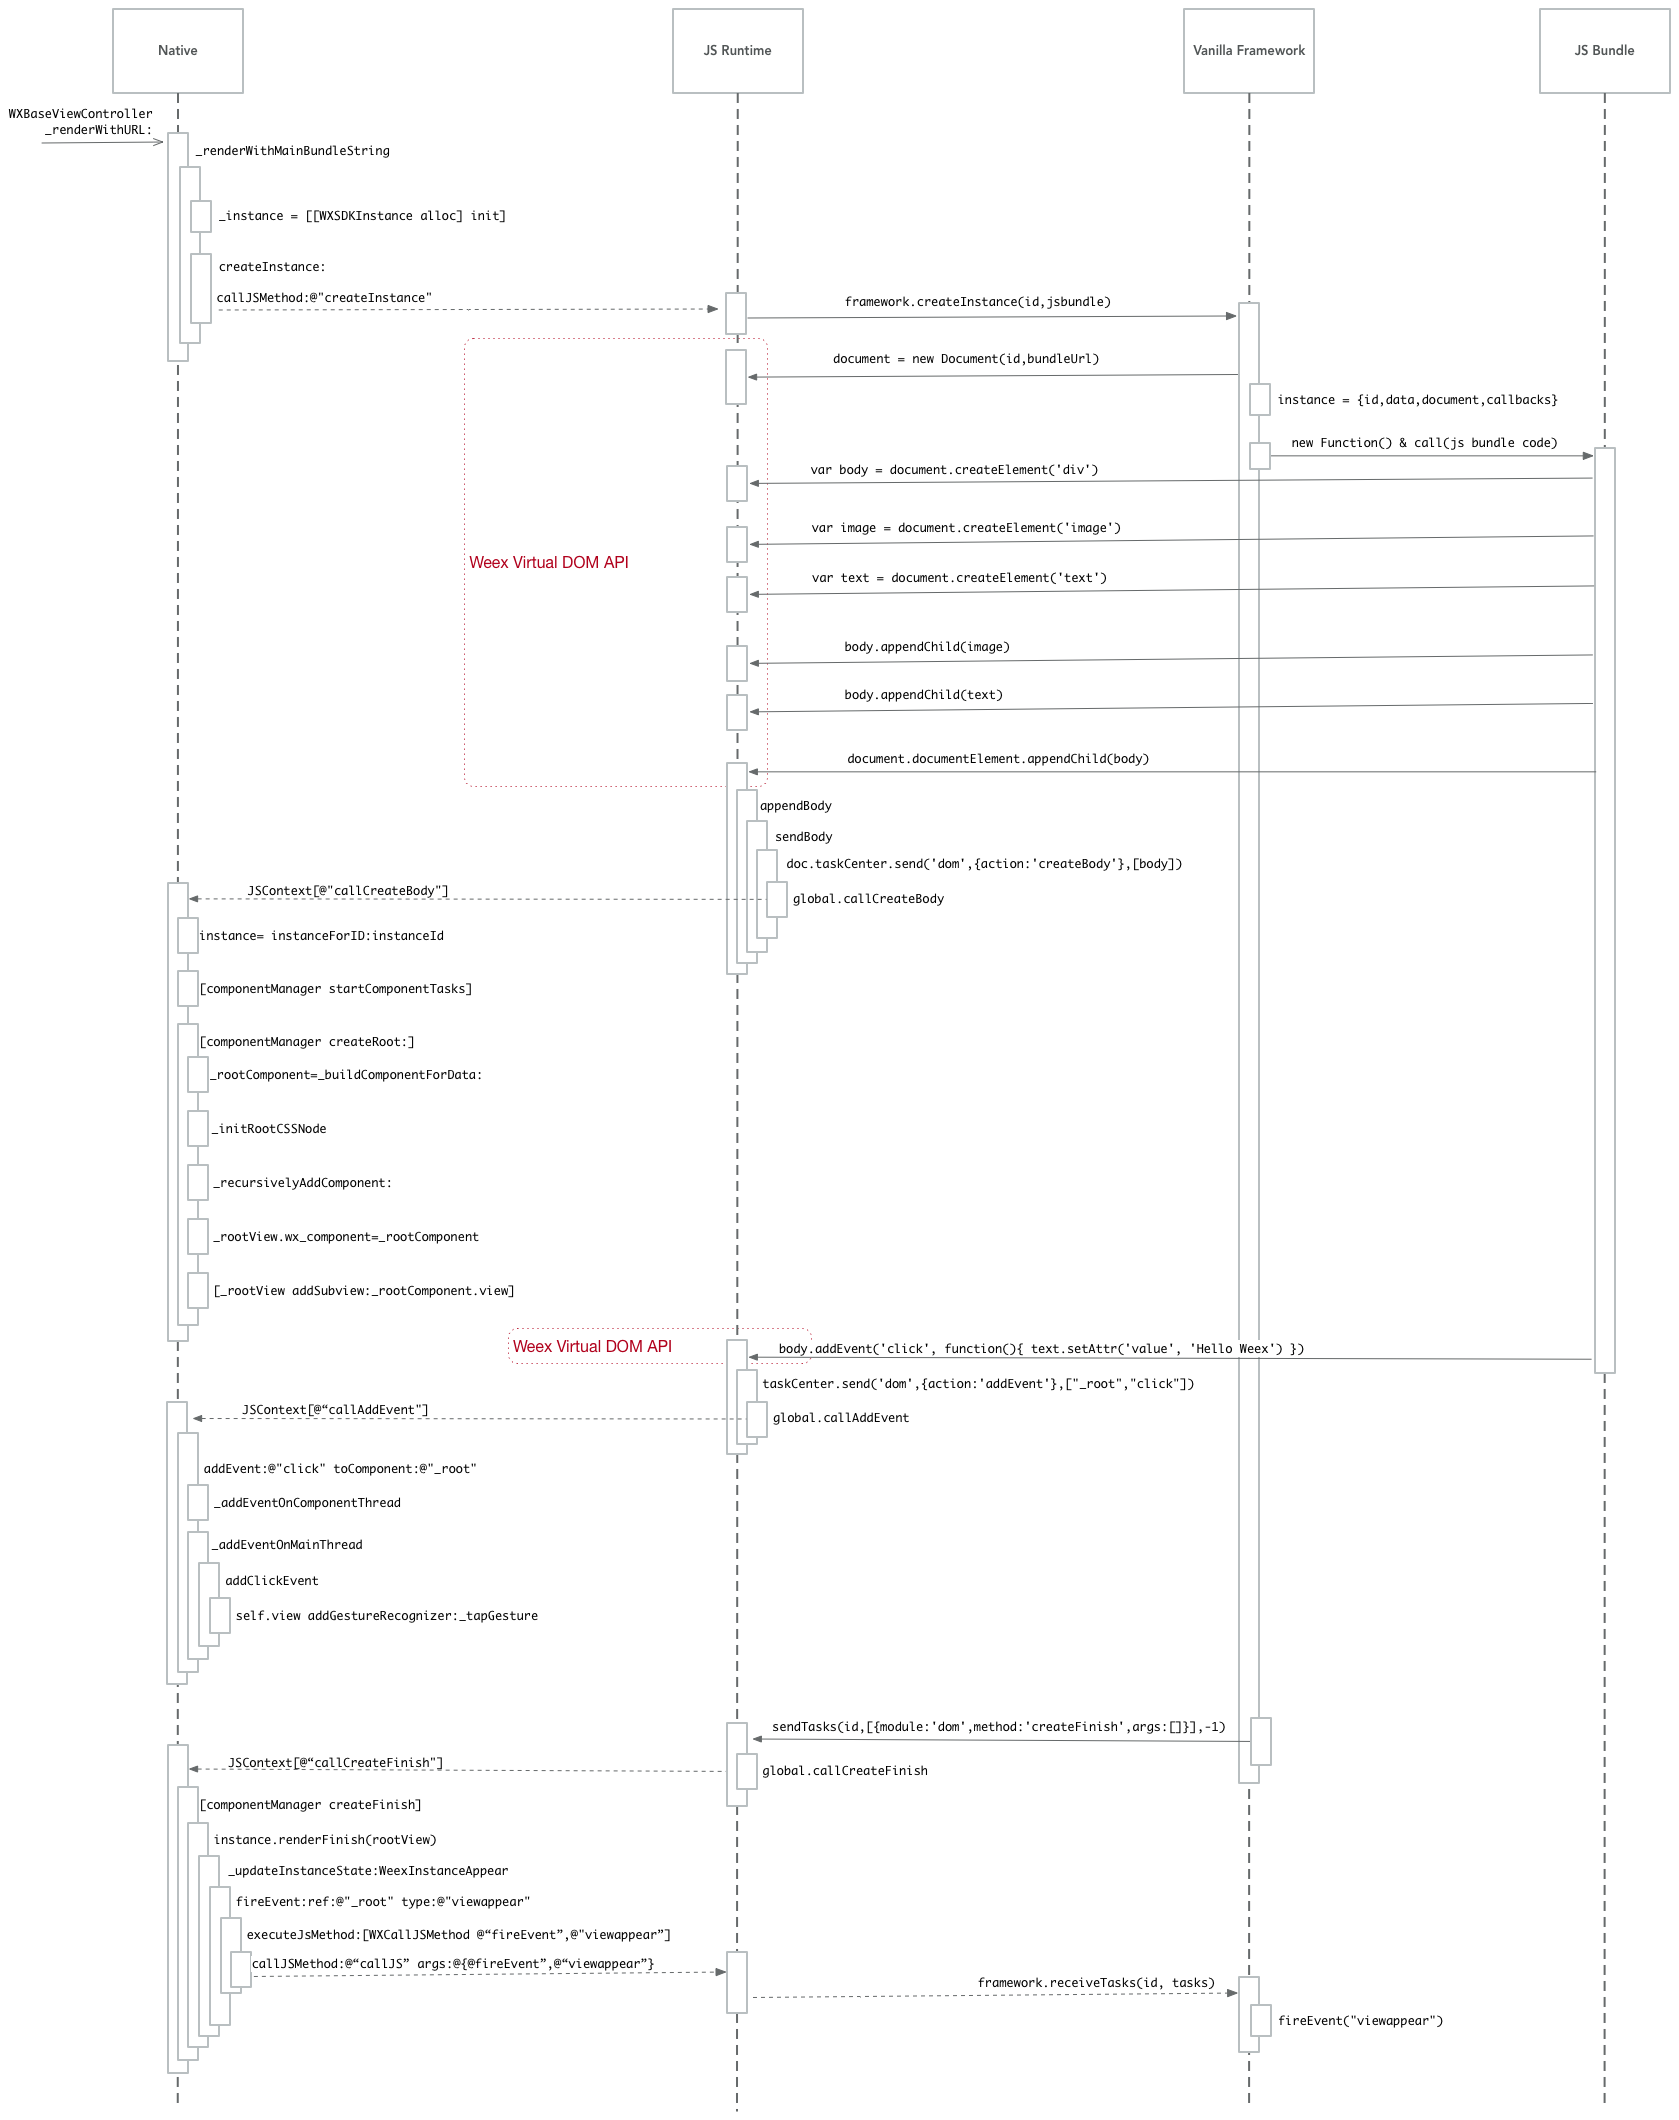 Native
JS Runtime
Vanilla Framework
JS Bundle
WXBaseViewController
_renderWithURL:
_renderWithMainBundleString
_instance = [[WXSDKInstance alloc] init]
createInstance:
callJSMethod:@"createInstance"
framework.createInstance(id,jsbundle)
document = new Document(id,bundleUrl)
instance = {id,data,document,callbacks}
new Function() & call(js bundle code)
var body = document.createElement('div')
var image = document.createElement('image')
Weex Virtual DOM API
var text = document.createElement('text')
body.appendChild(image)
body.appendChild(text)
document.documentElement.appendChild(body)
appendBody
sendBody
doc.taskCenter.send('dom',{action:'createBody'},[body])
JSContext[@"callCreateBody"]
global.callCreateBody
instance= instanceForID:instanceId
[componentManager startComponentTasks]
[componentManager createRoot:]
_rootComponent=_buildComponentForData:
_initRootCSSNode
_recursivelyAddComponent:
_rootView.wx_component=_rootComponent
[_rootView addSubview:_rootComponent.view]
Weex Virtual DOM API
body.addEvent('click', function(){ text.setAttr('value', 'Hello Weex') })
taskCenter.send('dom',{action:'addEvent'},["_root","click"])
JSContext[@“callAddEvent"]
global.callAddEvent
addEvent:@"click" toComponent:@"_root"
_addEventOnComponentThread
_addEventOnMainThread
addClickEvent
self.view addGestureRecognizer:_tapGesture
sendTasks(id,[{module:'dom',method:'createFinish',args:[]}],-1)
JSContext[@“callCreateFinish"]
global.callCreateFinish
[componentManager createFinish]
instance.renderFinish(rootView)
_updateInstanceState:WeexInstanceAppear
fireEvent:ref:@"_root" type:@"viewappear"
executeJsMethod:[WXCallJSMethod @“fireEvent”,@"viewappear”]
callJSMethod:@“callJS” args:@{@fireEvent”,@“viewappear”}
framework.receiveTasks(id, tasks)
fireEvent("viewappear")